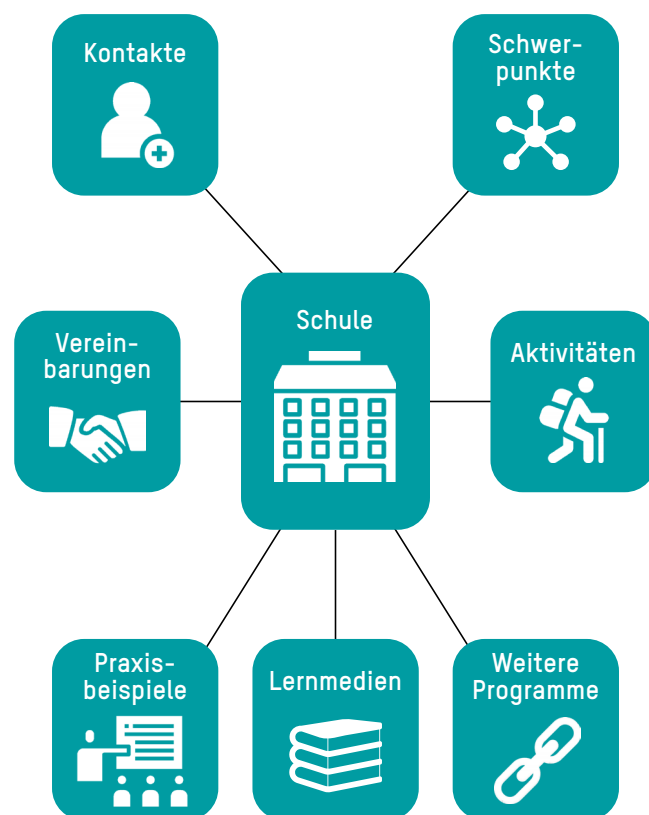 Kontakte
Schwer-
punkte
Schule
Verein-
barungen
Aktivitäten
Praxis-
beispiele
Lernmedien
Weitere
Programme